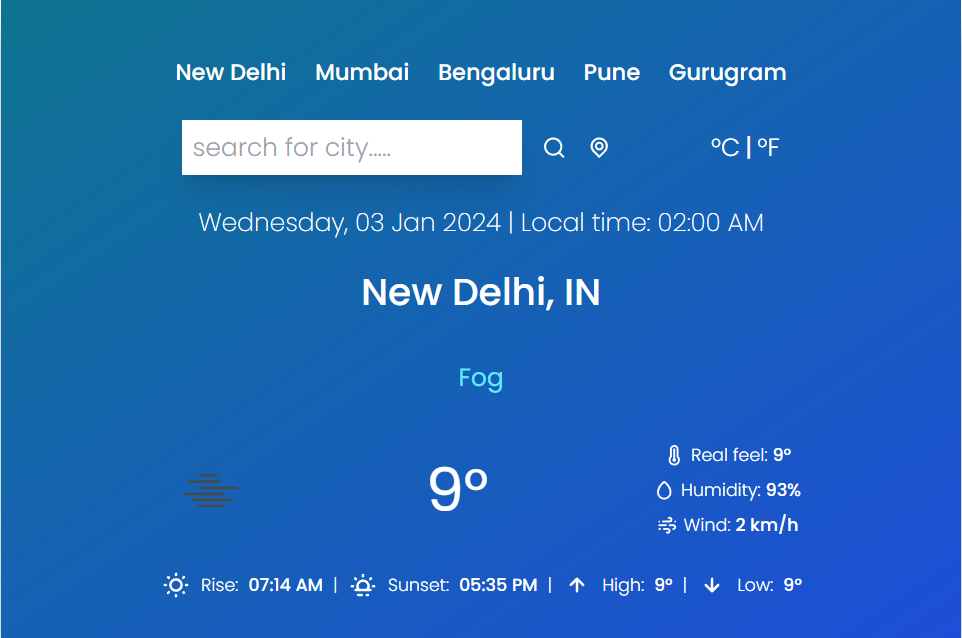 New Delhi Mumbai Bengaluru Pune Gurugram
search for city.....
°C | °F
Wednesday, 03 Jan 2024 | Local time: 02:00 AM
New Delhi, IN
Fog
9°
Real feel: 9°
Humidity: 93%
Wind: 2 km/h
Rise: 07:14 AM | Sunset: 05:35 PM | High: 9° | Low: 9°